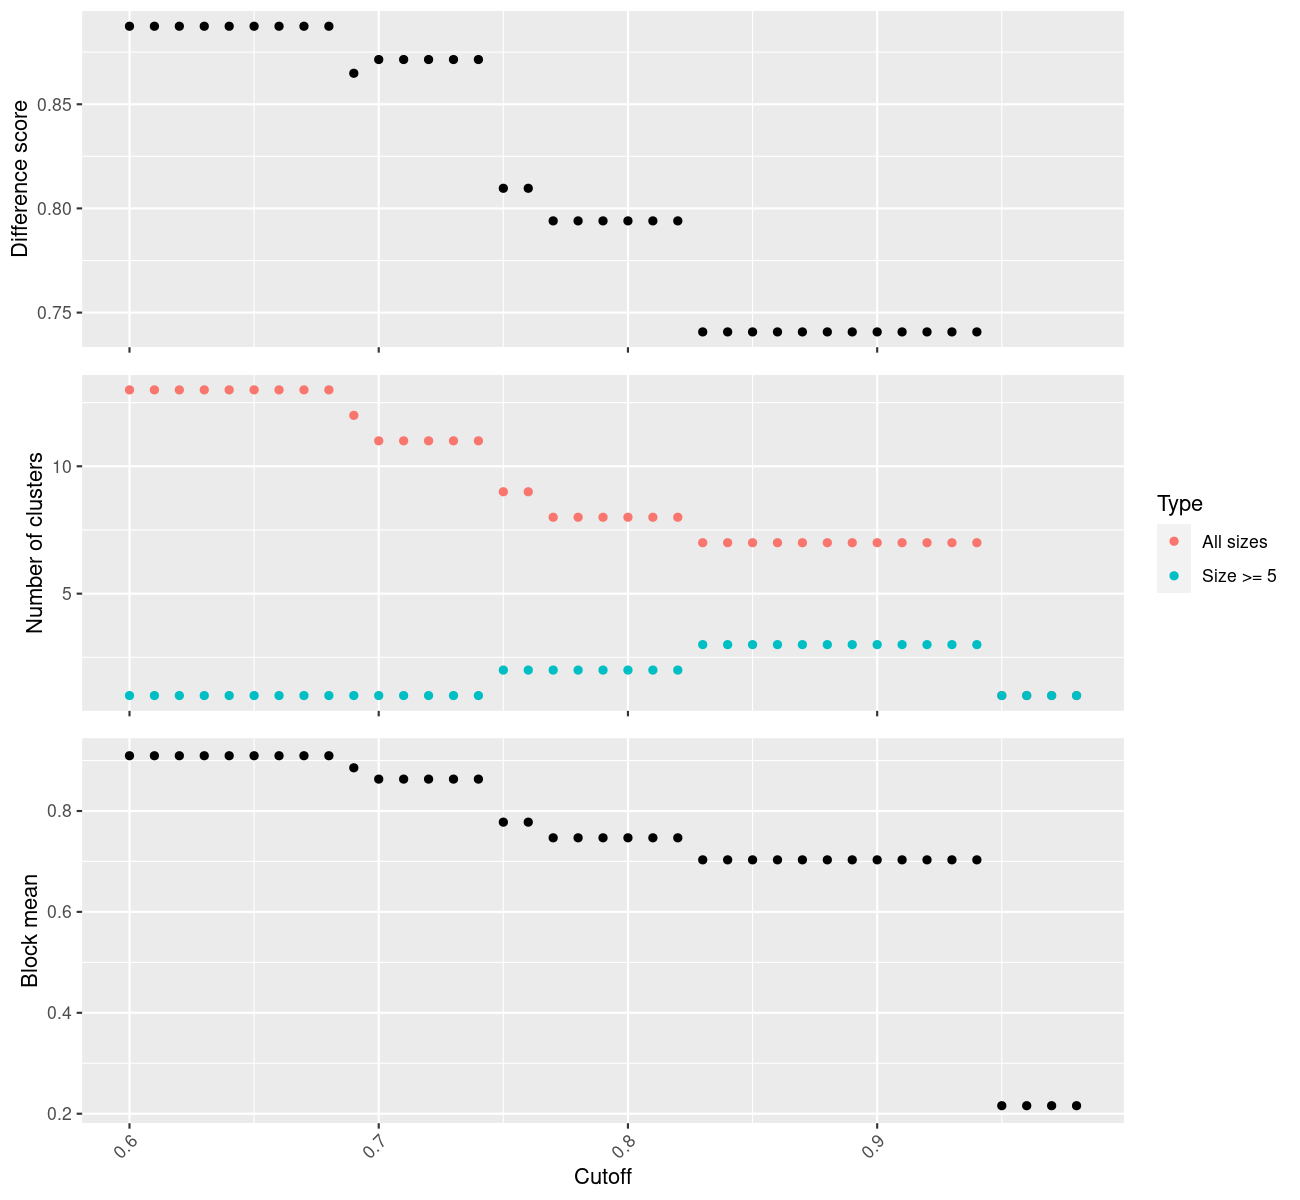 Difference score
0.85
0.80
0.75
Number of clusters
10
5
Type
All sizes
Size >= 5
Block mean
0.8
0.6
0.4
0.2
0.6 0.7 0.8 0.9
Cutoff